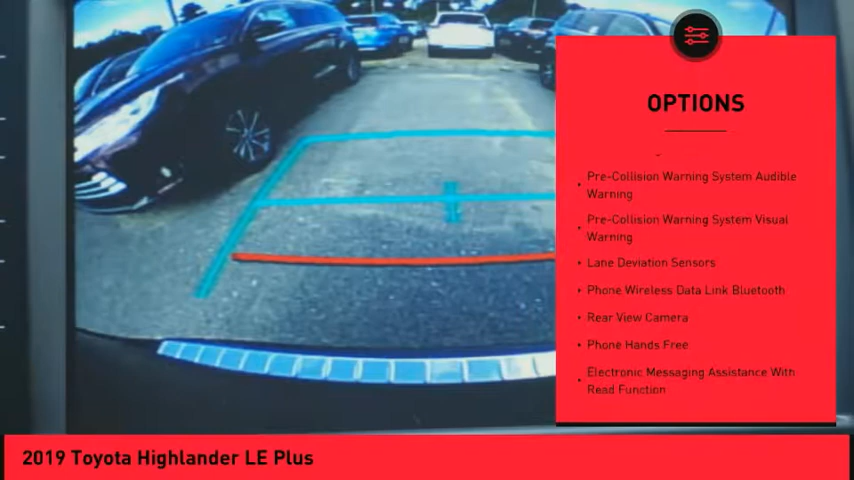 OPTIONS
• Pre-Collision Warning System Audible
Warning
• Pre-Collision Warning System Visual
Warning
• Lane Deviation Sensors
• Phone Wireless Data Link Bluetooth
• Rear View Camera
• Phone Hands Free
• Electronic Messaging Assistance With
Read Function
2019 Toyota Highlander LE Plus